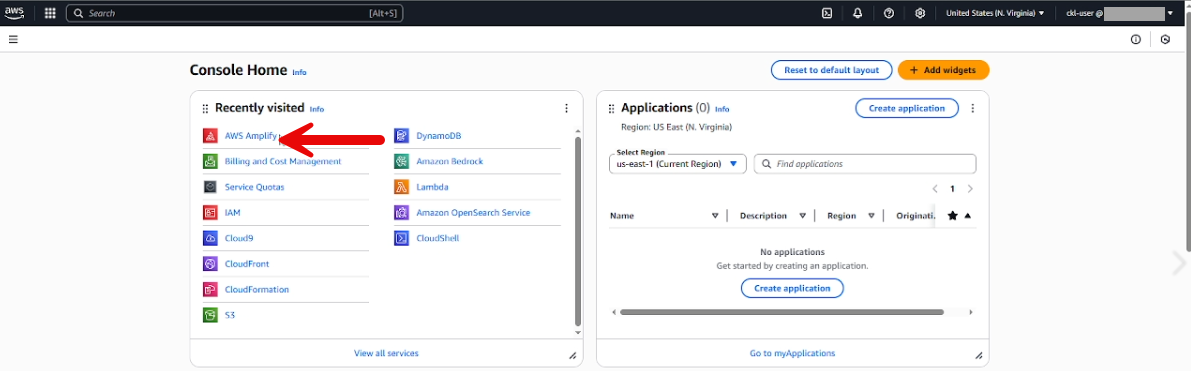 aws Search [Alt+S] United States (N. Virginia) ckl-user @
Console Home Info Reset to default layout + Add widgets
Recently visited Info
AWS Amplify
Billing and Cost Management
Service Quotas
IAM
Cloud9
CloudFront
CloudFormation
S3
DynamoDB
Amazon Bedrock
Lambda
Amazon OpenSearch Service
CloudShell
View all services
Applications (0) Info Create application
Region: US East (N. Virginia)
Select Region
us-east-1 (Current Region) Find applications
1
Name Description Region Originati.
No applications
Get started by creating an application.
Create application
Go to myApplications